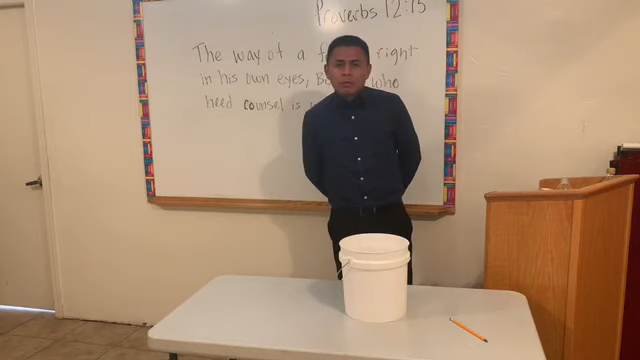 Proverbs 12:15
The way of a right
in his own eyes, who
heed counsel is